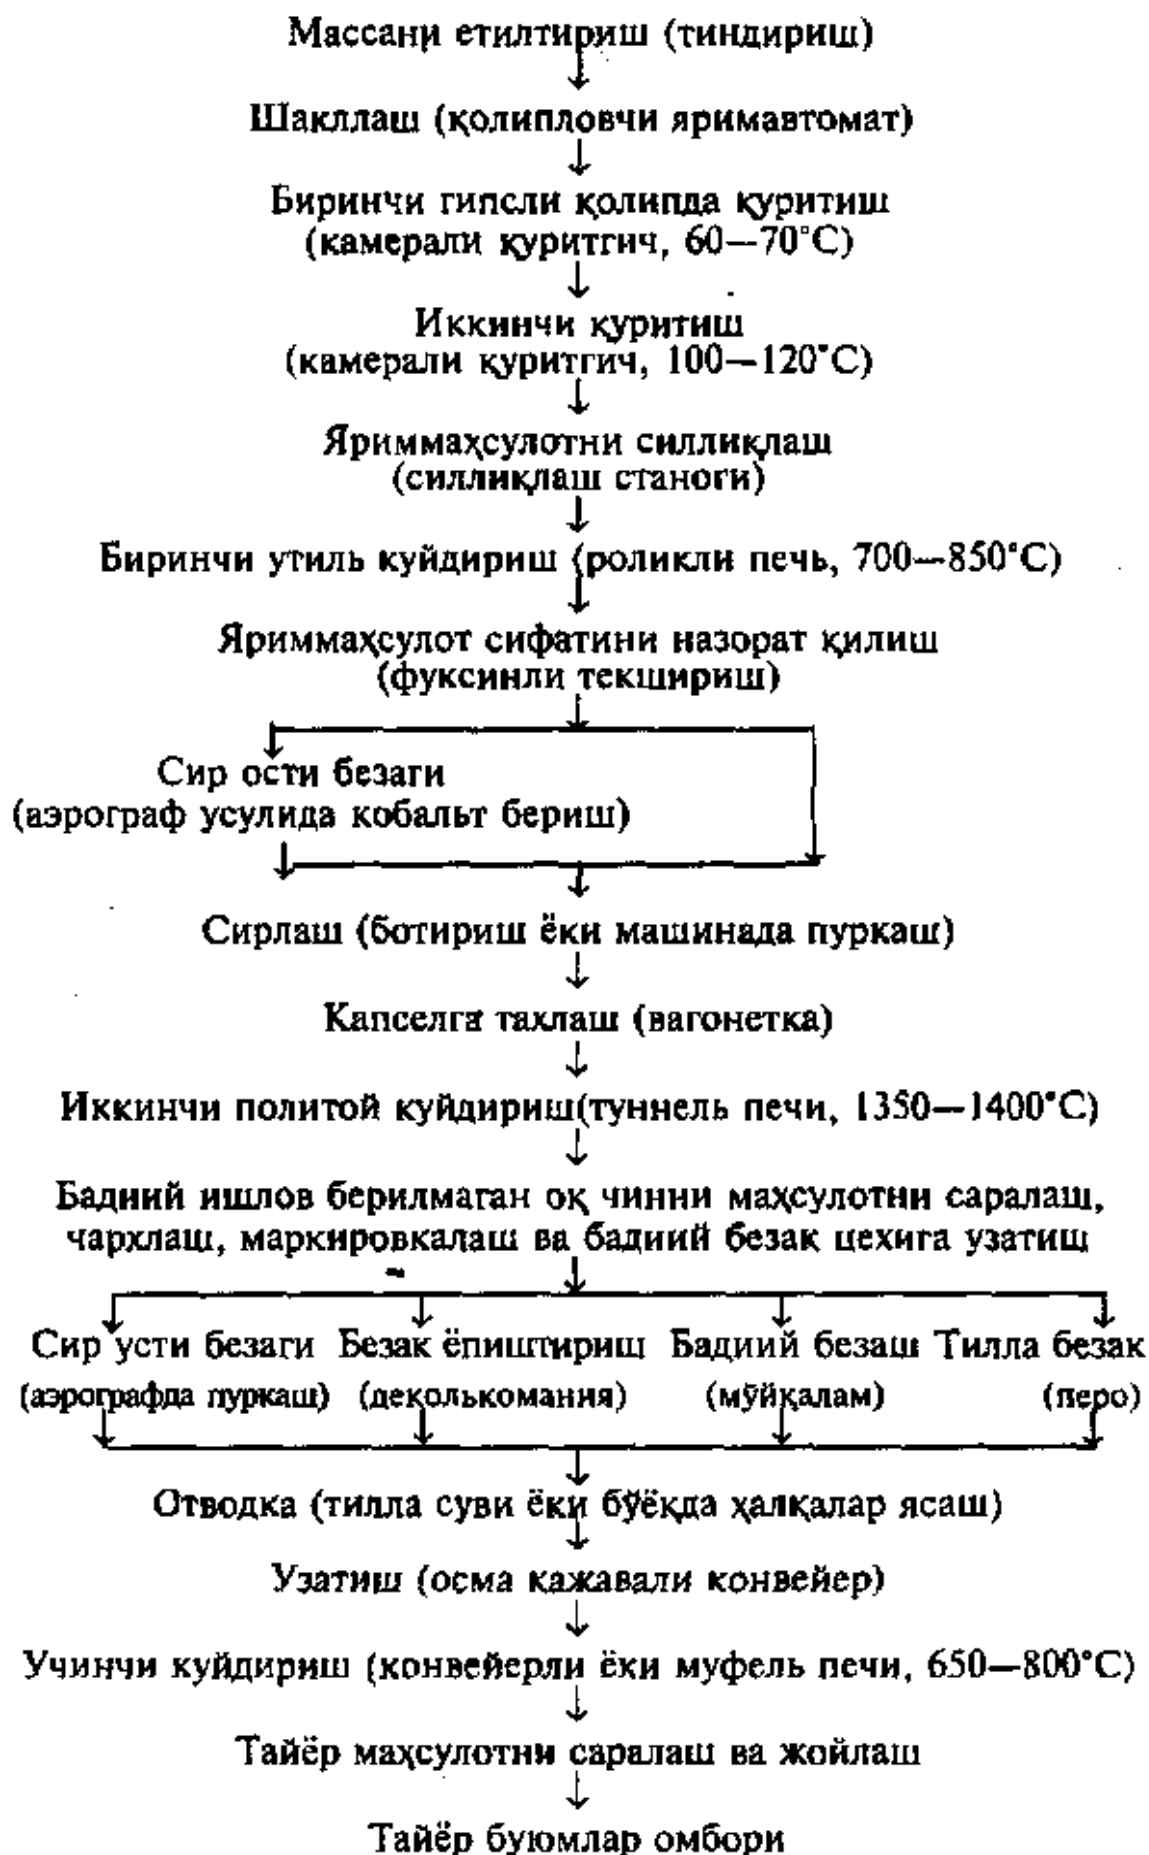 Массани етилтириш (тиндириш)
Шакллаш (қолипловчи яримавтомат)
Биринчи гипсли қолипда қуритиш
(камерали қуритгич, 60—70°С)
Иккинчи қуритиш
(камерали қуритгич, 100—120°С)
Яриммаҳсулотни силлиқлаш
(силлиқлаш станоги)
Биринчи утиль куйдириш (роликли печь, 700—850°С)
Яриммаҳсулот сифатини назорат қилиш
(фуксинли текшириш)
Сир ости безаги
(аэрограф усулида кобальт бериш)
Сирлаш (ботириш ёки машинада пуркаш)
Капселга тахлаш (вагонетка)
Иккинчи политой куйдириш(туннель печи, 1350—1400°С)
Бадиий ишлов берилмаган оқ чинни маҳсулотни саралаш,
чархлаш, маркировкалаш ва бадиий безак цехига узатиш
Сир усти безаги Безак ёпиштириш Бадиий безаш Тилла безак
(аэрографда пуркаш) (деколькомания) (мўйқалам) (перо)
Отводка (тилла суви ёки бўёқда ҳалқалар ясаш)
Узатиш (осма кажавали конвейер)
Учинчи куйдириш (конвейерли ёки муфель печи, 650—800°С)
Тайёр маҳсулотни саралаш ва жойлаш
Тайёр буюмлар омбори